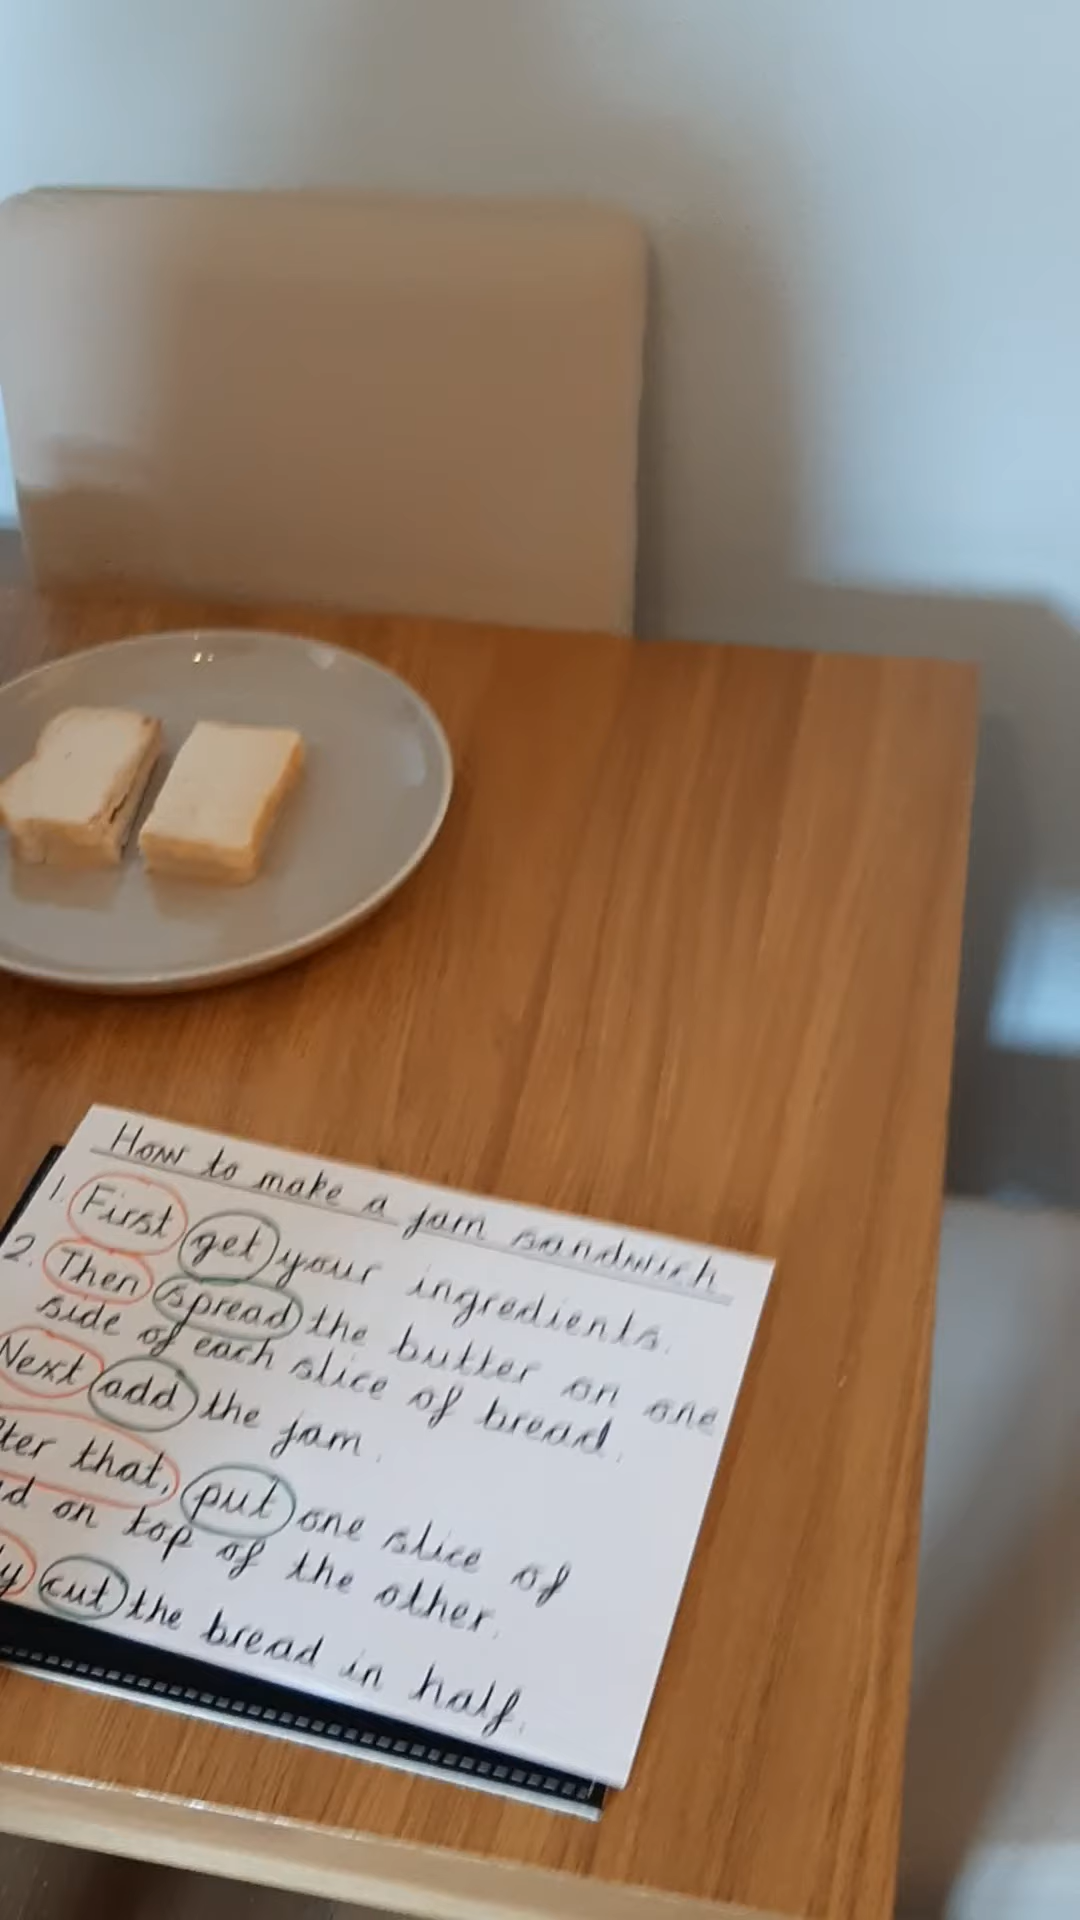 How to make a jam sandwich
1. First get your ingredients.
2. Then spread the butter on one
side of each slice of bread.
Next add the jam.
ter that, put one slice of
d on top of the other.
y cut the bread in half.